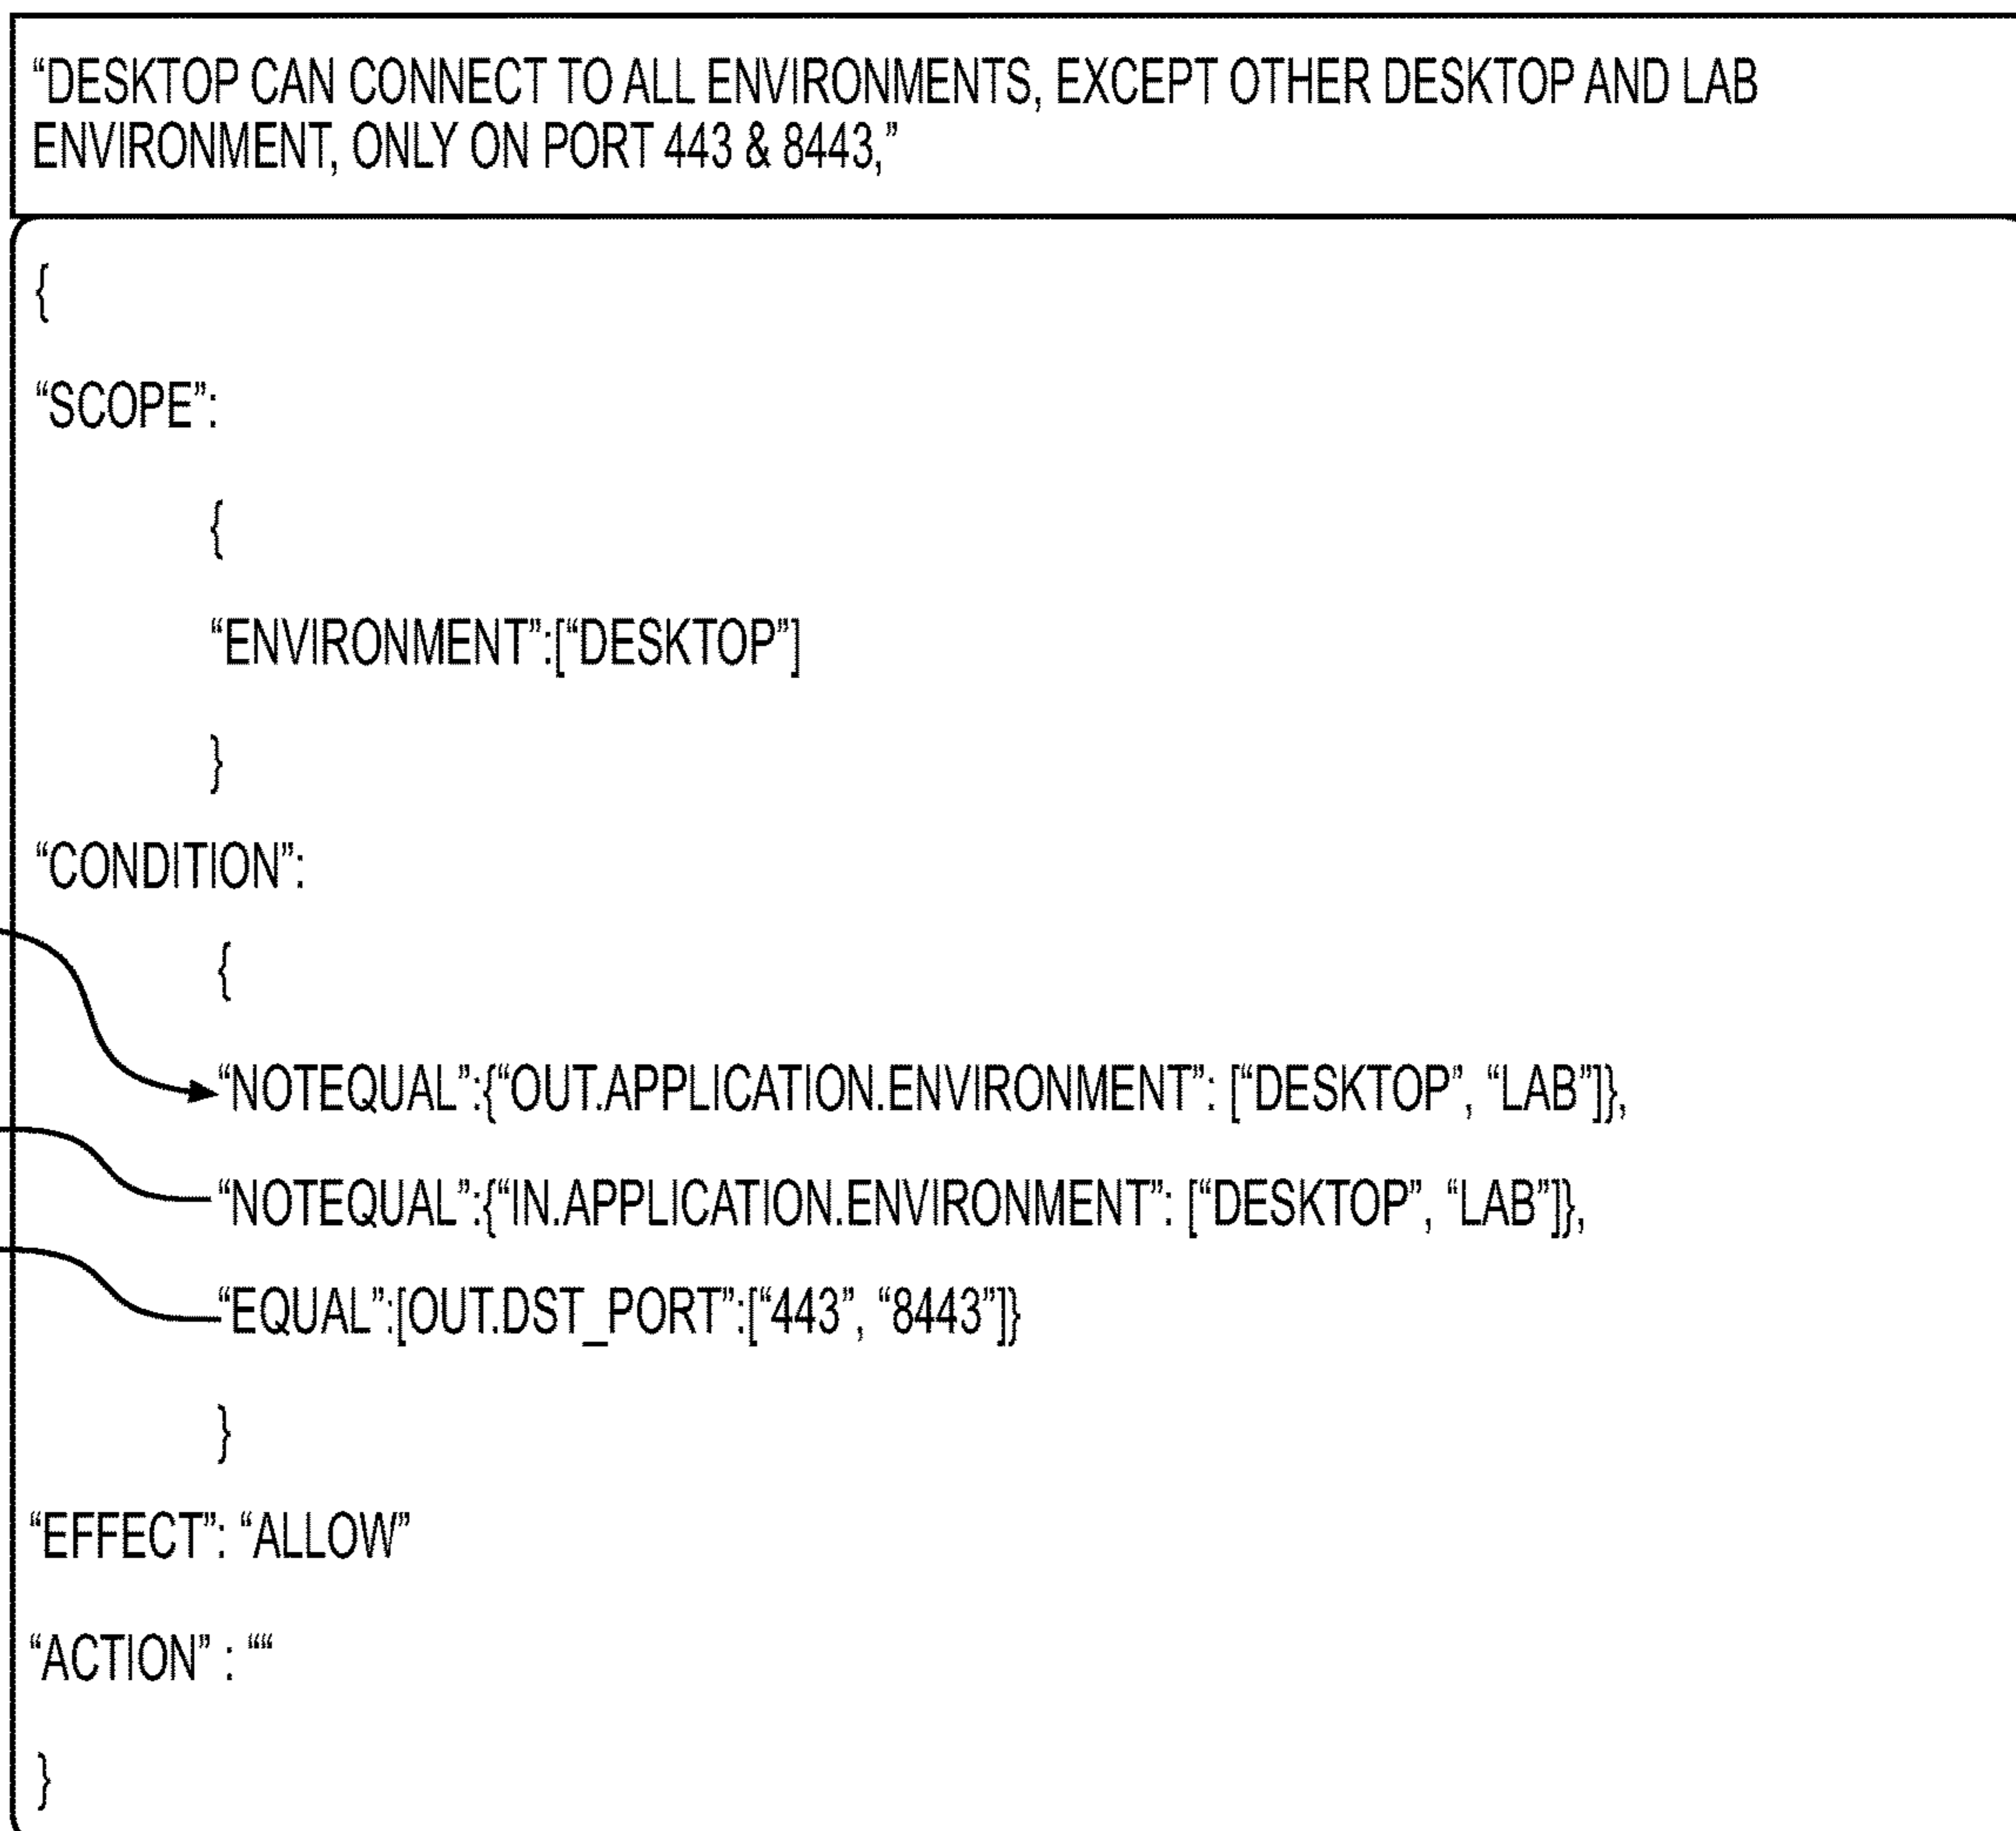 “DESKTOP CAN CONNECT TO ALL ENVIRONMENTS, EXCEPT OTHER DESKTOP AND LAB
ENVIRONMENT, ONLY ON PORT 443 & 8443,”
{
“SCOPE”:
{
“ENVIRONMENT”:[“DESKTOP”]
}
“CONDITION”:
{
“NOTEQUAL”:{“OUT.APPLICATION.ENVIRONMENT”: [“DESKTOP”, “LAB”]},
“NOTEQUAL”:{“IN.APPLICATION.ENVIRONMENT”: [“DESKTOP”, “LAB”]},
“EQUAL”:[OUT.DST_PORT”:[“443”, “8443”]}
}
“EFFECT”: “ALLOW”
“ACTION” : ““
}